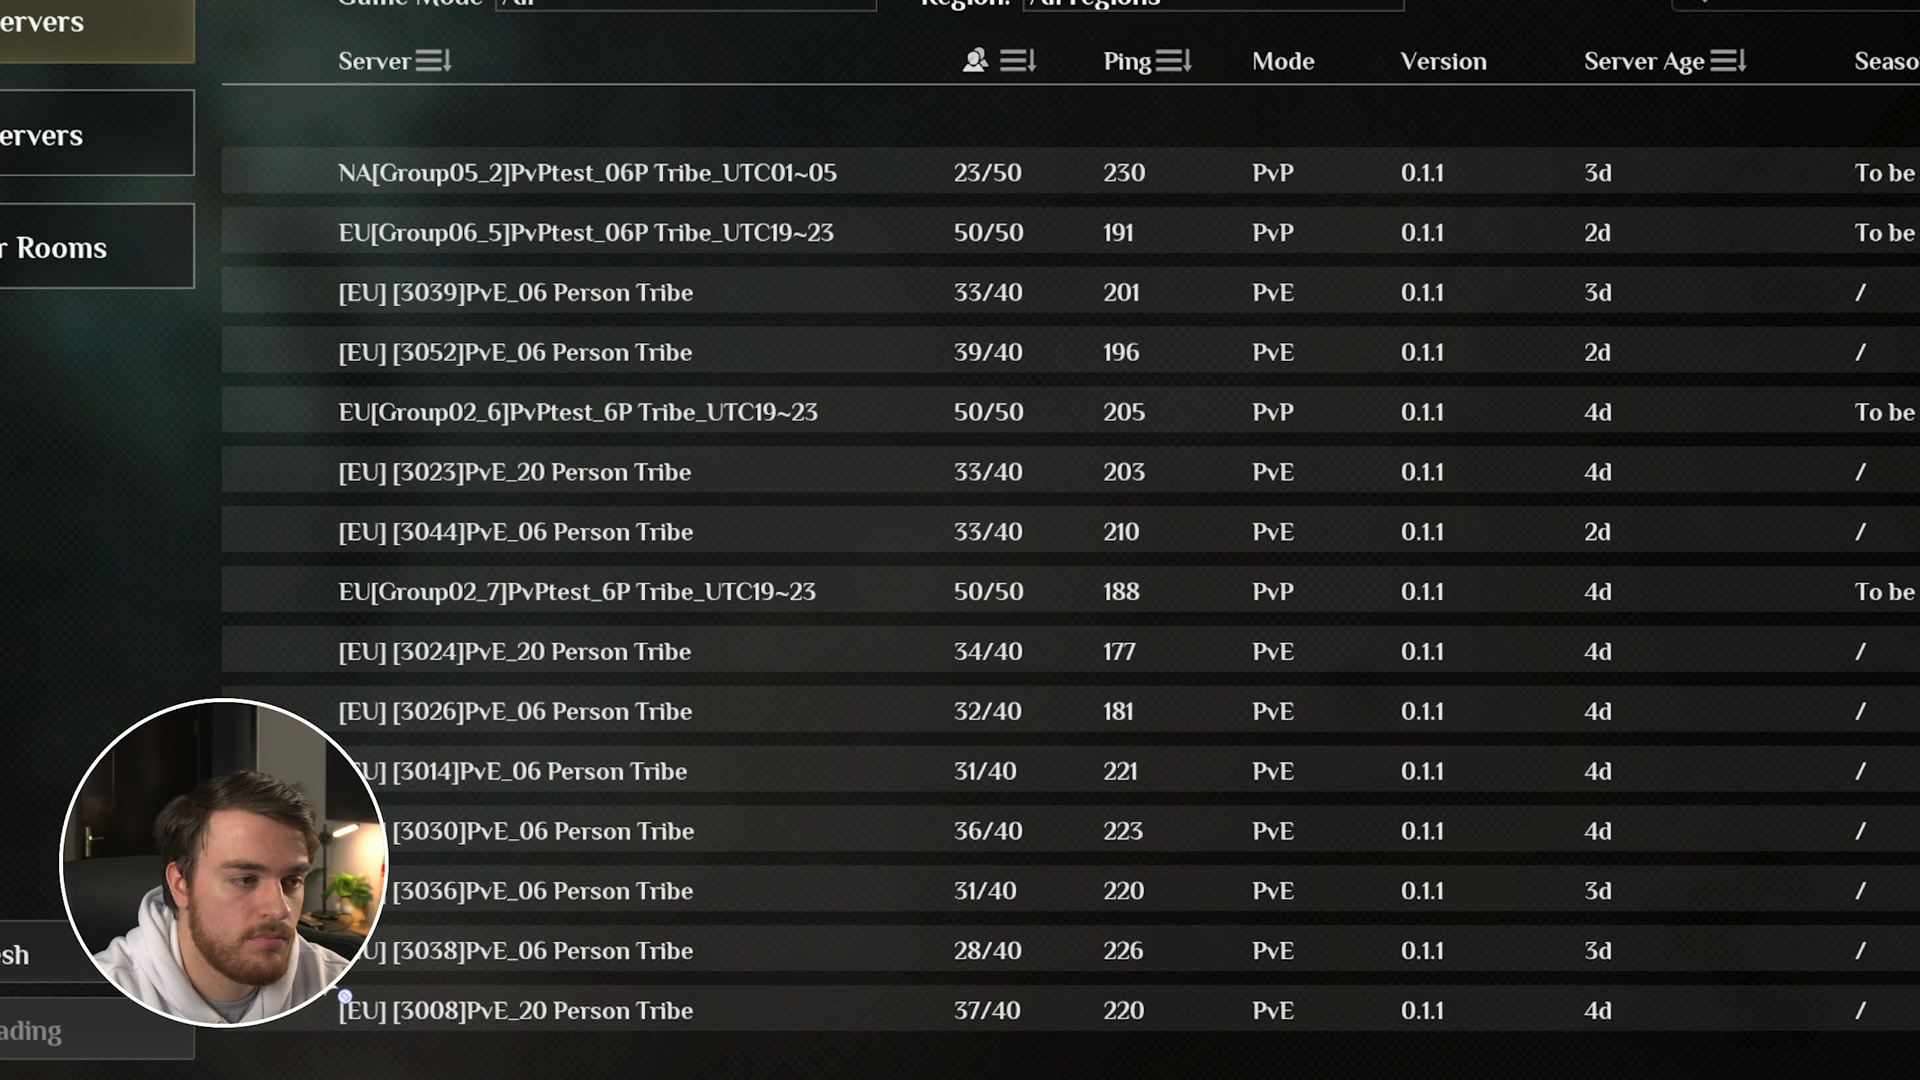 ervers
Server Ping Mode Version Server Age Seaso
ervers
r Rooms
NA[Group05_2]PvPtest_06P Tribe_UTC01~05 23/50 230 PvP 0.1.1 3d To be
EU[Group06_5]PvPtest_06P Tribe_UTC19~23 50/50 191 PvP 0.1.1 2d To be
[EU] [3039]PvE_06 Person Tribe 33/40 201 PvE 0.1.1 3d /
[EU] [3052]PvE_06 Person Tribe 39/40 196 PvE 0.1.1 2d /
EU[Group02_6]PvPtest_6P Tribe_UTC19~23 50/50 205 PvP 0.1.1 4d To be
[EU] [3023]PvE_20 Person Tribe 33/40 203 PvE 0.1.1 4d /
[EU] [3044]PvE_06 Person Tribe 33/40 210 PvE 0.1.1 2d /
EU[Group02_7]PvPtest_6P Tribe_UTC19~23 50/50 188 PvP 0.1.1 4d To be
[EU] [3024]PvE_20 Person Tribe 34/40 177 PvE 0.1.1 4d /
[EU] [3026]PvE_06 Person Tribe 32/40 181 PvE 0.1.1 4d /
U] [3014]PvE_06 Person Tribe 31/40 221 PvE 0.1.1 4d /
[3030]PvE_06 Person Tribe 36/40 223 PvE 0.1.1 4d /
[3036]PvE_06 Person Tribe 31/40 220 PvE 0.1.1 3d /
U] [3038]PvE_06 Person Tribe 28/40 226 PvE 0.1.1 3d /
[EU] [3008]PvE_20 Person Tribe 37/40 220 PvE 0.1.1 4d /
esh
ading